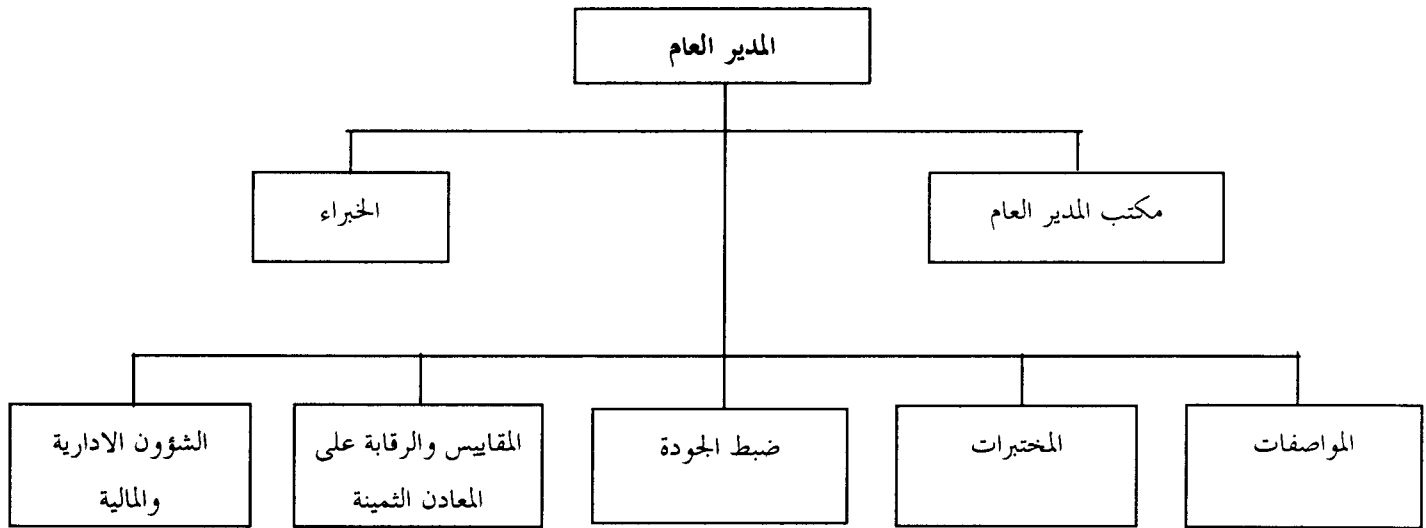 المدير العام
مكتب المدير العام
الخبراء
المواصفات
المختبرات
ضبط الجودة
المقاييس والرقابة على
المعادن الثمينة
الشؤون الادارية
والمالية